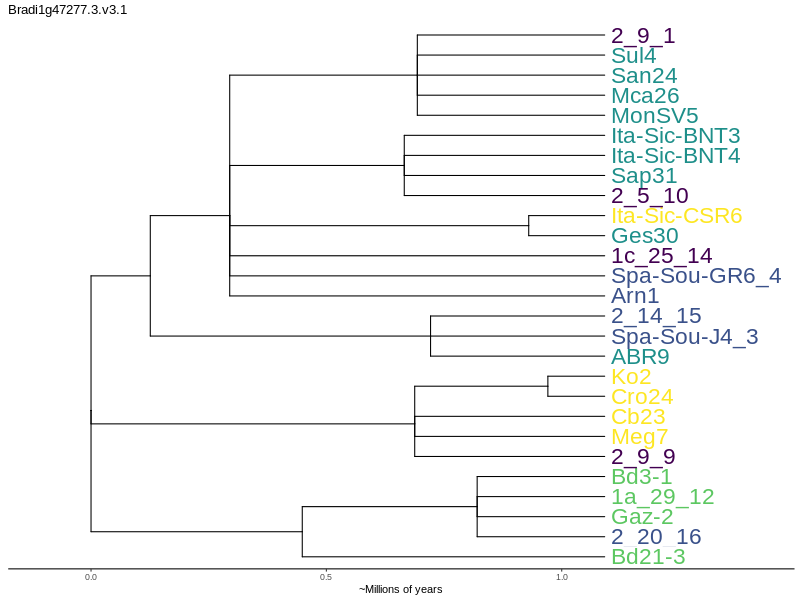 Bradi1g47277.3.v3.1
2_9_1
Sul4
San24
Mca26
MonSV5
Ita-Sic-BNT3
Ita-Sic-BNT4
Sap31
2_5_10
Ita-Sic-CSR6
Ges30
1c_25_14
Spa-Sou-GR6_4
Arn1
2_14_15
Spa-Sou-J4_3
ABR9
Ko2
Cro24
Cb23
Meg7
2_9_9
Bd3-1
1a_29_12
Gaz-2
2_20_16
Bd21-3
0.0 0.5 1.0
~Millions of years